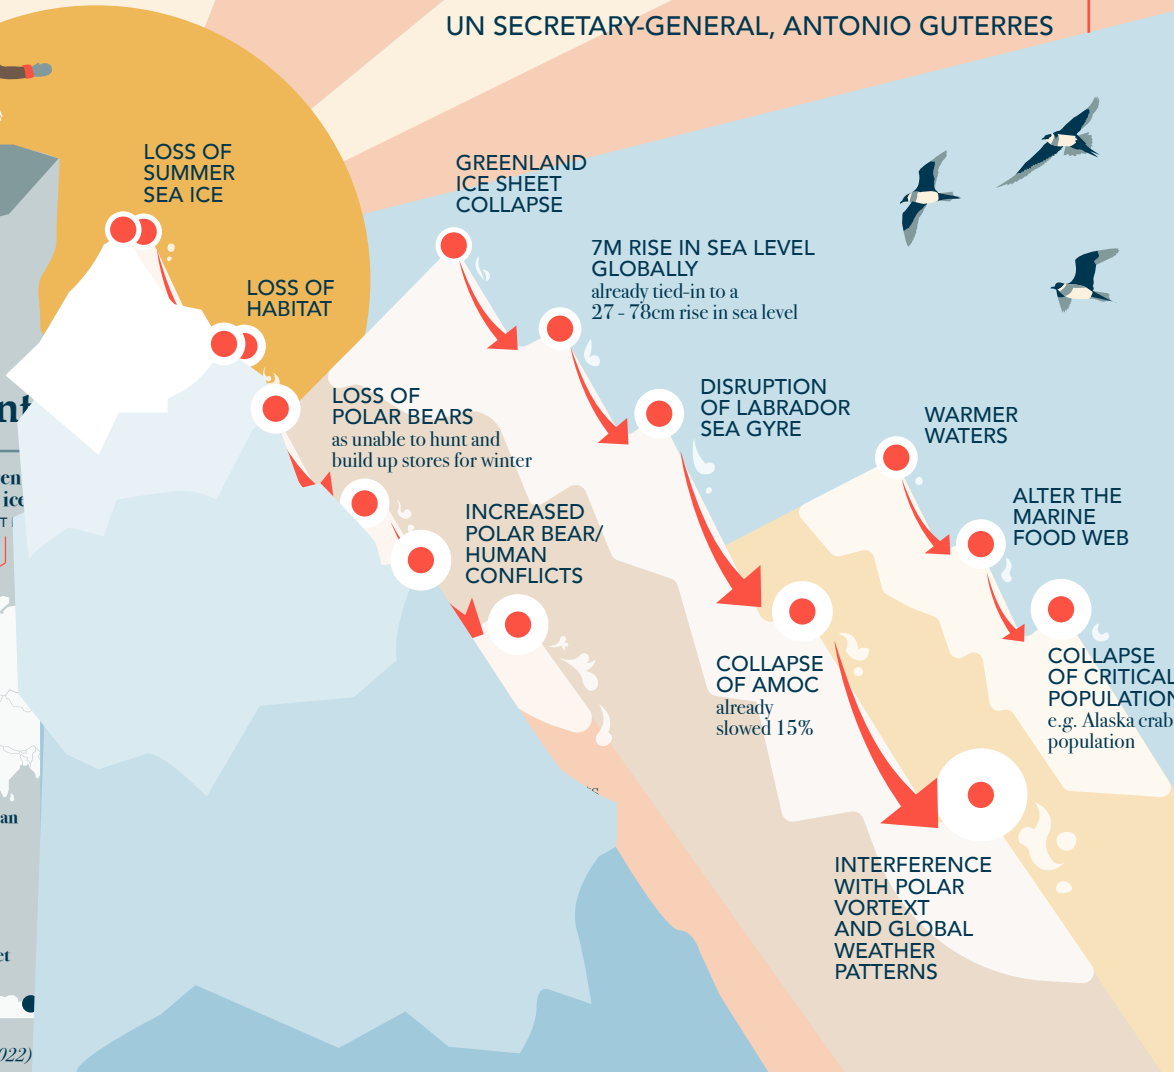 UN SECRETARY-GENERAL, ANTONIO GUTERRES
LOSS OF
SUMMER
SEA ICE
LOSS OF
HABITAT
LOSS OF
POLAR BEARS
as unable to hunt and
build up stores for winter
INCREASED
POLAR BEAR/
HUMAN
CONFLICTS
GREENLAND
ICE SHEET
COLLAPSE
7M RISE IN SEA LEVEL
GLOBALLY
already tied-in to a
27 - 78cm rise in sea level
DISRUPTION
OF LABRADOR
SEA GYRE
COLLAPSE
OF AMOC
already
slowed 15%
INTERFERENCE
WITH POLAR
VORTEXT
AND GLOBAL
WEATHER
PATTERNS
WARMER
WATERS
ALTER THE
MARINE
FOOD WEB
COLLAPSE
OF CRITICAL
POPULATION
e.g. Alaska crab
population
022)